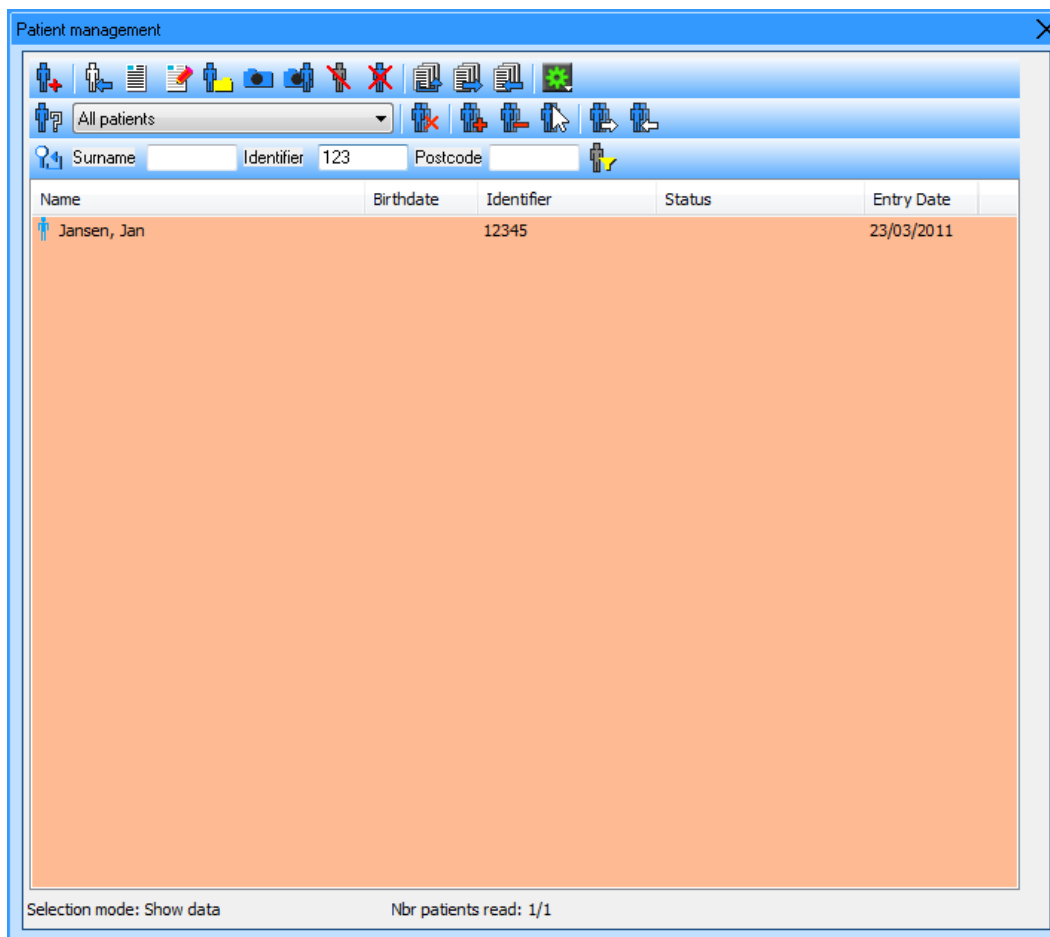 Patient management
All patients
Surname Identifier 123 Postcode
Name Birthdate Identifier Status Entry Date
Jansen, Jan 12345 23/03/2011
Selection mode: Show data Nbr patients read: 1/1